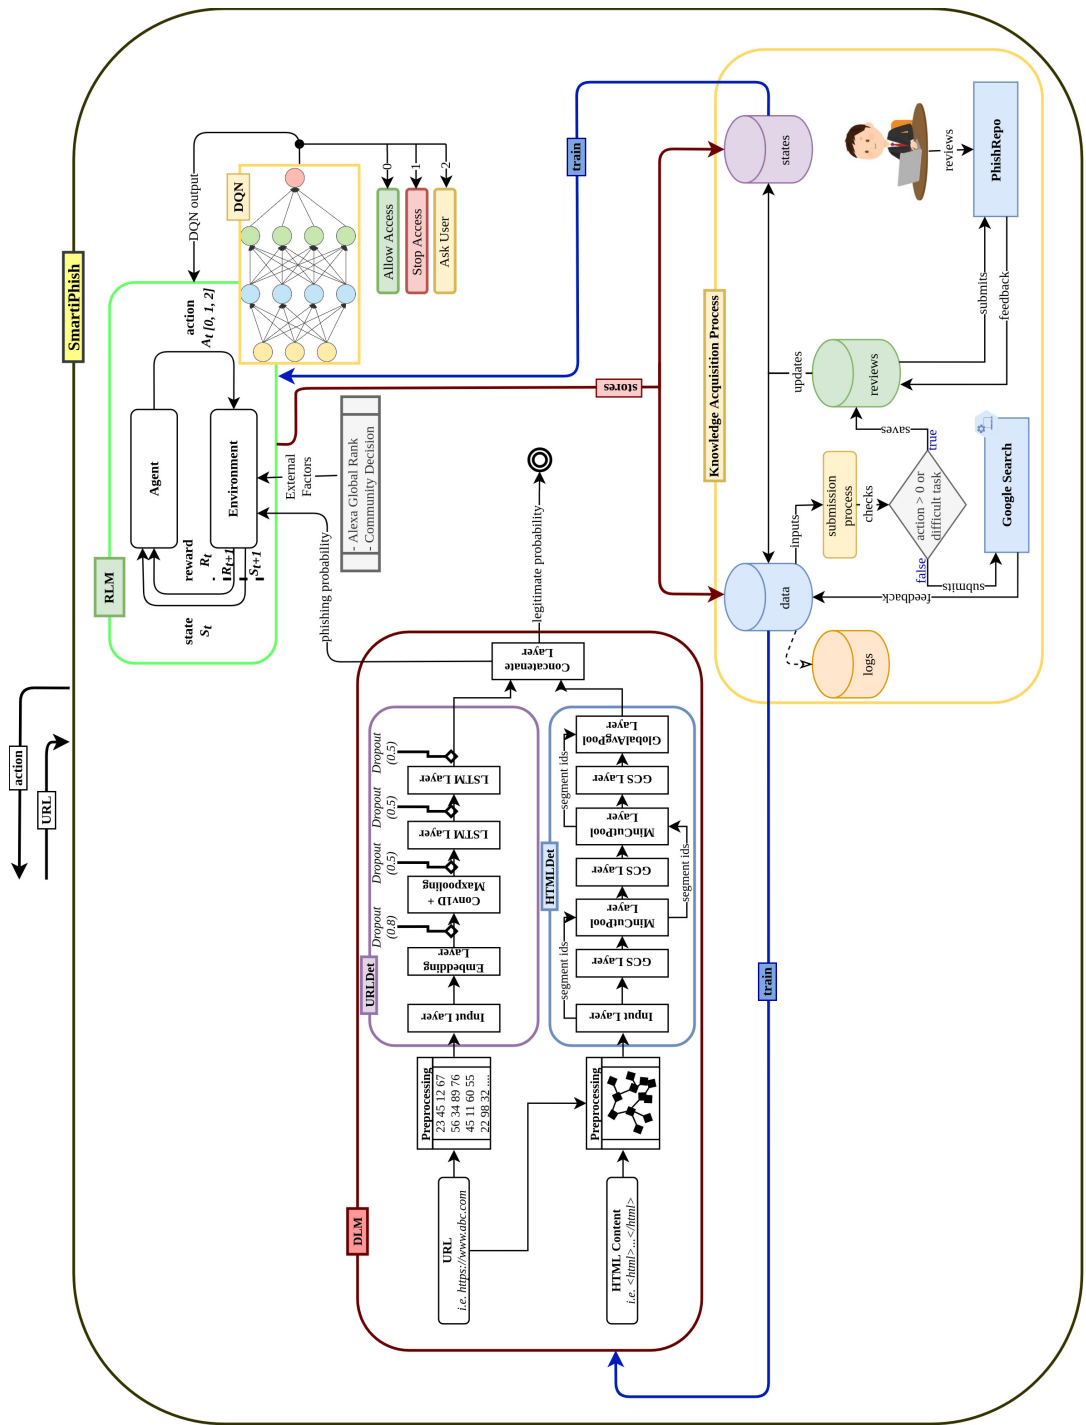 SmartiPhish
action
URL
RLM
Agent
Environment
state
St
reward
Rt
Rt+1
St+1
action
At [0, 1, 2]
DQN output
DQN
0
1
2
Allow Access
Stop Access
Ask User
External
Factors
- Alexa Global Rank
- Community Decision
phishing probability
legitimate probability
stores
train
DLM
URL
i.e. https://www.abc.com
Preprocessing
23 45 12 67
56 34 89 76
45 11 60 55
22 98 32 ....
URLDet
Input Layer
Embedding
Layer
Dropout
(0.8)
Conv1D +
Maxpooling
Dropout
(0.5)
LSTM Layer
Dropout
(0.5)
LSTM Layer
Dropout
(0.5)
Concatenate
Layer
HTML Content
i.e. <html>...</html>
Preprocessing
HTMLDet
Input Layer
segment ids
GCS Layer
MinCutPool
Layer
GCS Layer
segment ids
MinCutPool
Layer
segment ids
GCS Layer
GlobalAvgPool
Layer
train
Knowledge Acquisition Process
states
data
logs
inputs
submission
process
checks
action > 0 or
difficult task
true
false
saves
submits
feedback
Google Search
reviews
updates
submits
feedback
PhishRepo
reviews